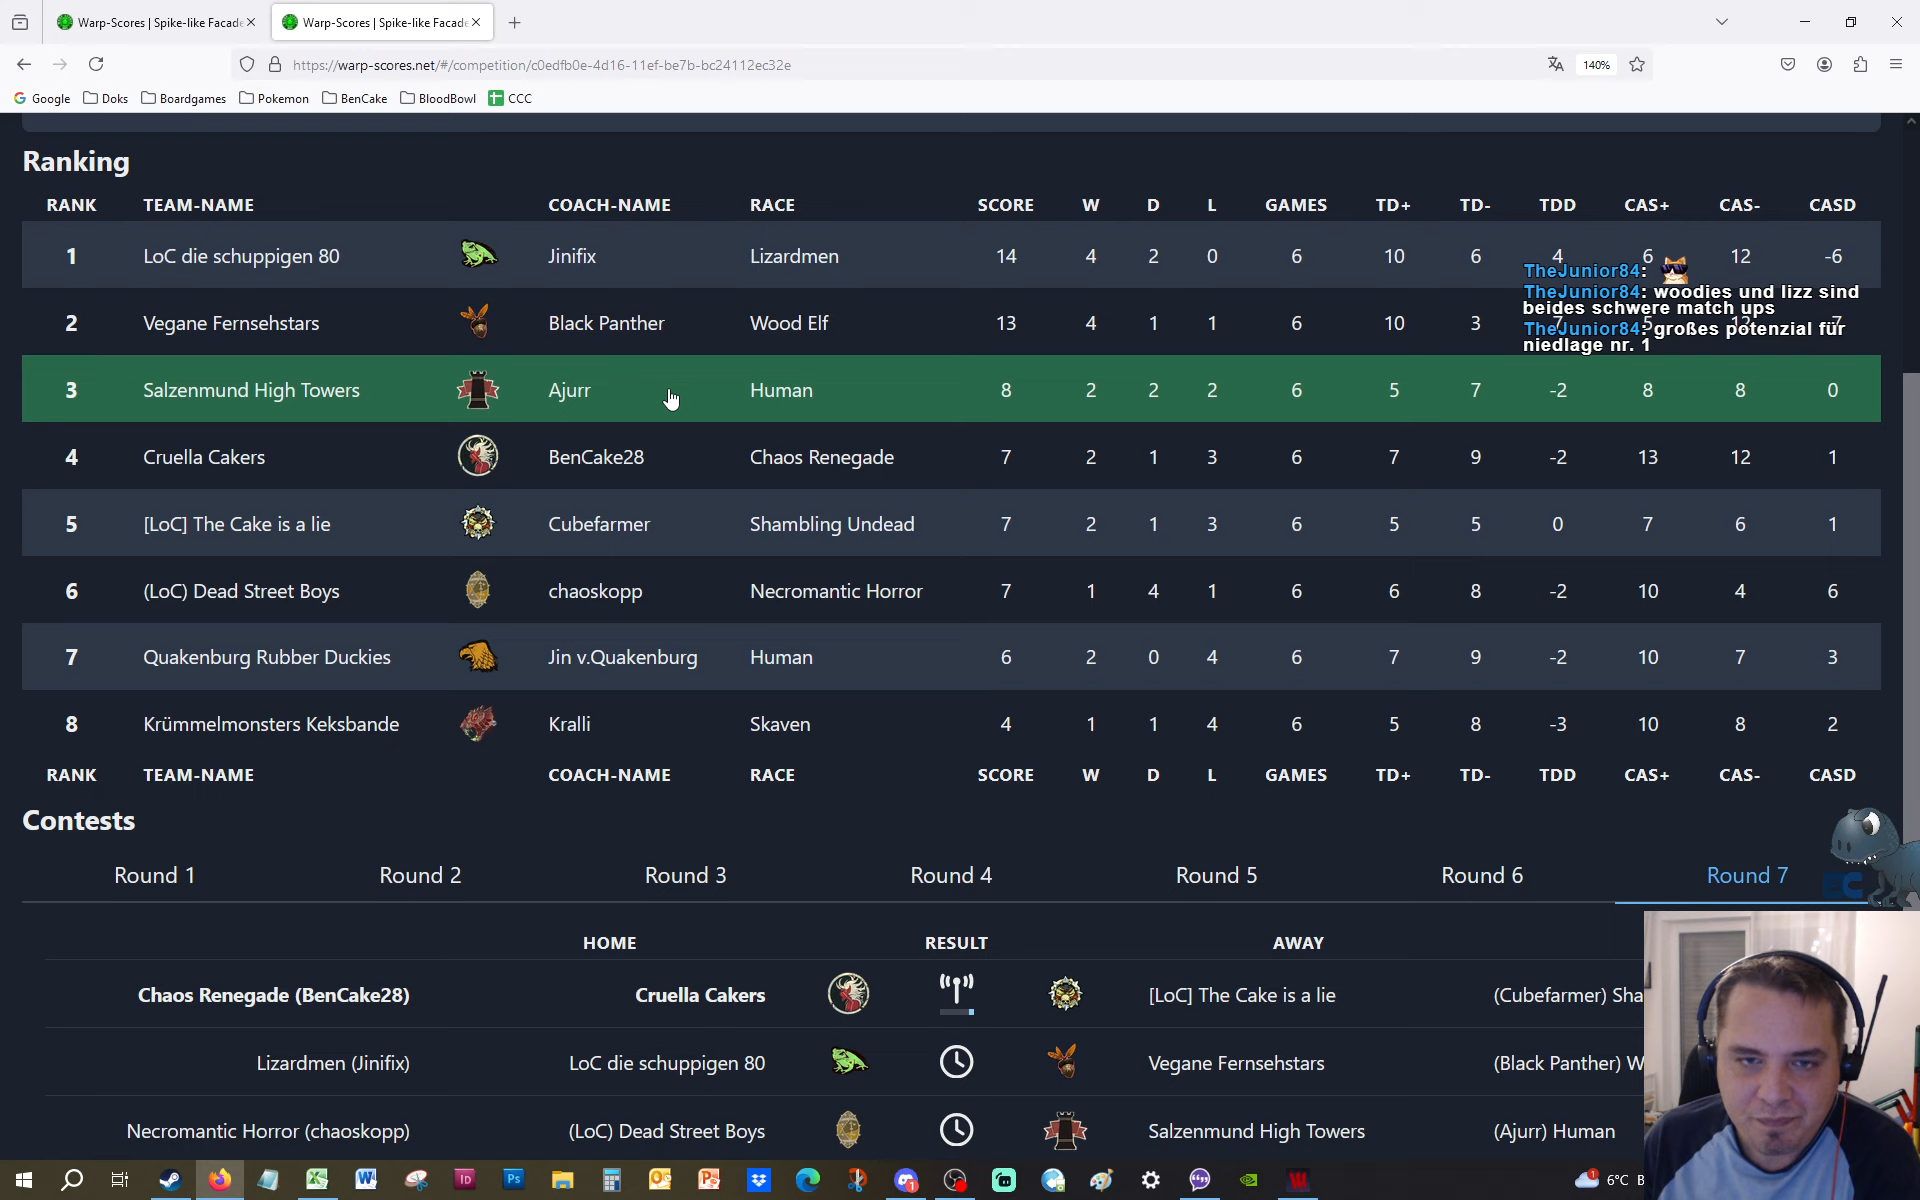 Warp-Scores | Spike-like Facade
Warp-Scores | Spike-like Facade
https://warp-scores.net/#/competition/c0edfb0e-4d16-11ef-be7b-bc24112ec32e
140%
Google Doks Boardgames Pokemon BenCake BloodBowl CCC
Ranking
RANK TEAM-NAME COACH-NAME RACE SCORE W D L GAMES TD+ TD- TDD CAS+ CAS- CASD
1 LoC die schuppigen 80 Jinifix Lizardmen 14 4 2 0 6 10 6 4 6 12 -6
TheJunior84:
TheJunior84: woodies und lizz sind
beides schwere match ups
2 Vegane Fernsehstars Black Panther Wood Elf 13 4 1 1 6 10 3
TheJunior84: großes potenzial für
niedlage nr. 1
3 Salzenmund High Towers Ajurr Human 8 2 2 2 6 5 7 -2 8 8 0
4 Cruella Cakers BenCake28 Chaos Renegade 7 2 1 3 6 7 9 -2 13 12 1
5 [LoC] The Cake is a lie Cubefarmer Shambling Undead 7 2 1 3 6 5 5 0 7 6 1
6 (LoC) Dead Street Boys chaoskopp Necromantic Horror 7 1 4 1 6 6 8 -2 10 4 6
7 Quakenburg Rubber Duckies Jin v.Quakenburg Human 6 2 0 4 6 7 9 -2 10 7 3
8 Krümmelmonsters Keksbande Kralli Skaven 4 1 1 4 6 5 8 -3 10 8 2
RANK TEAM-NAME COACH-NAME RACE SCORE W D L GAMES TD+ TD- TDD CAS+ CAS- CASD
Contests
Round 1 Round 2 Round 3 Round 4 Round 5 Round 6 Round 7
EC
HOME RESULT AWAY
Chaos Renegade (BenCake28) Cruella Cakers [LoC] The Cake is a lie (Cubefarmer) Sha
Lizardmen (Jinifix) LoC die schuppigen 80 Vegane Fernsehstars (Black Panther) W
Necromantic Horror (chaoskopp) (LoC) Dead Street Boys Salzenmund High Towers (Ajurr) Human
Id Ps 1 1 6°C B